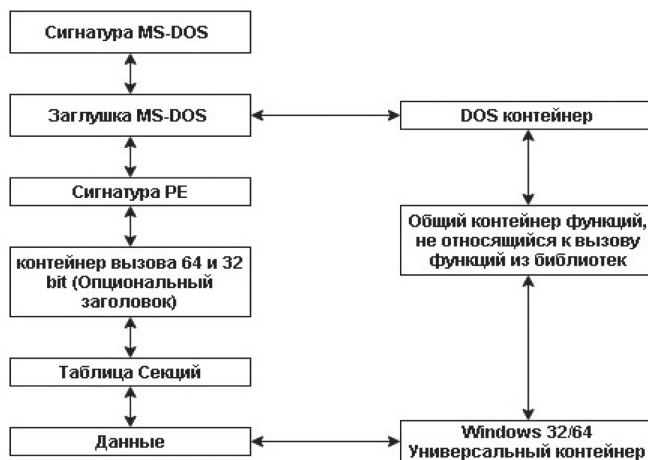 Сигнатура MS-DOS
Заглушка MS-DOS
DOS контейнер
Сигнатура PE
Общий контейнер функций,
не относящийся к вызову
функций из библиотек
контейнер вызова 64 и 32
bit (Опциональный
заголовок)
Таблица Секций
Данные
Windows 32/64
Универсальный контейнер